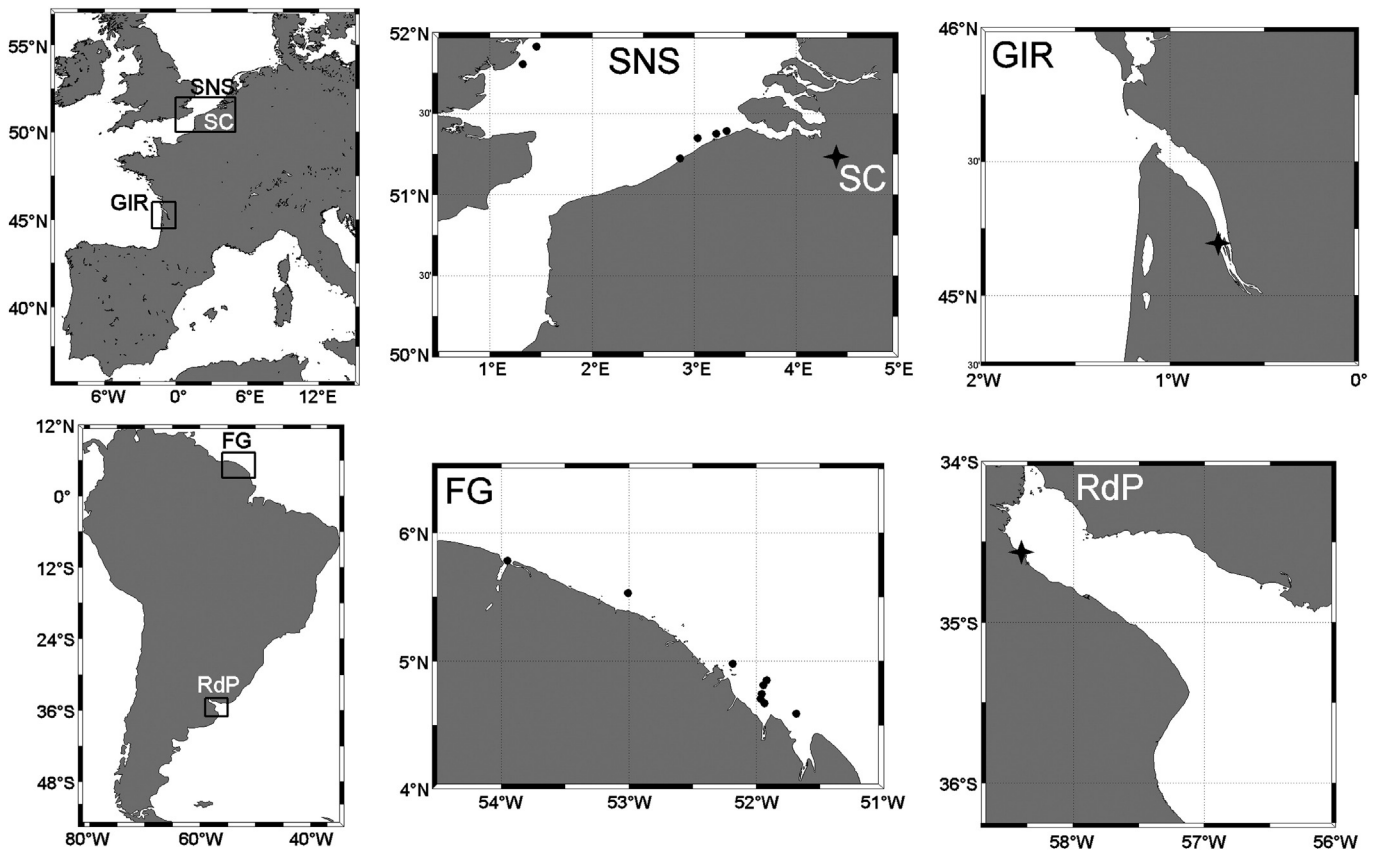 55°N
50°N
45°N
40°N
SNS
SC
GIR
6°W 0° 6°E 12°E
52°N
30'
51°N
30'
50°N
SNS
SC
1°E 2°E 3°E 4°E 5°E
46°N
30'
45°N
30'
GIR
2°W 1°W 0°
12°N
0°
12°S
24°S
36°S
48°S
FG
RdP
80°W 60°W 40°W
FG
6°N
5°N
4°N
54°W 53°W 52°W 51°W
34°S
35°S
36°S
RdP
58°W 57°W 56°W